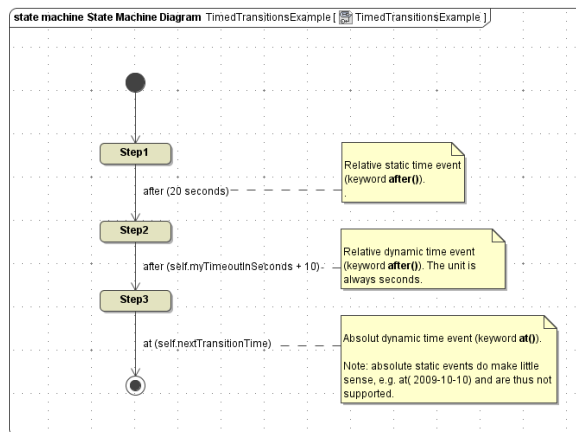 state machine State Machine Diagram TimedTransitionsExample [ TimedTransitionsExample ]
Step1
after (20 seconds)
Relative static time event
(keyword after()).
.
Step2
after (self.myTimeoutInSeconds + 10)
Relative dynamic time event
(keyword after()). The unit is
always seconds.
Step3
at (self.nextTransitionTime)
Absolut dynamic time event (keyword at()).
Note: absolute static events do make little
sense, e.g. at( 2009-10-10) and are thus not
supported.